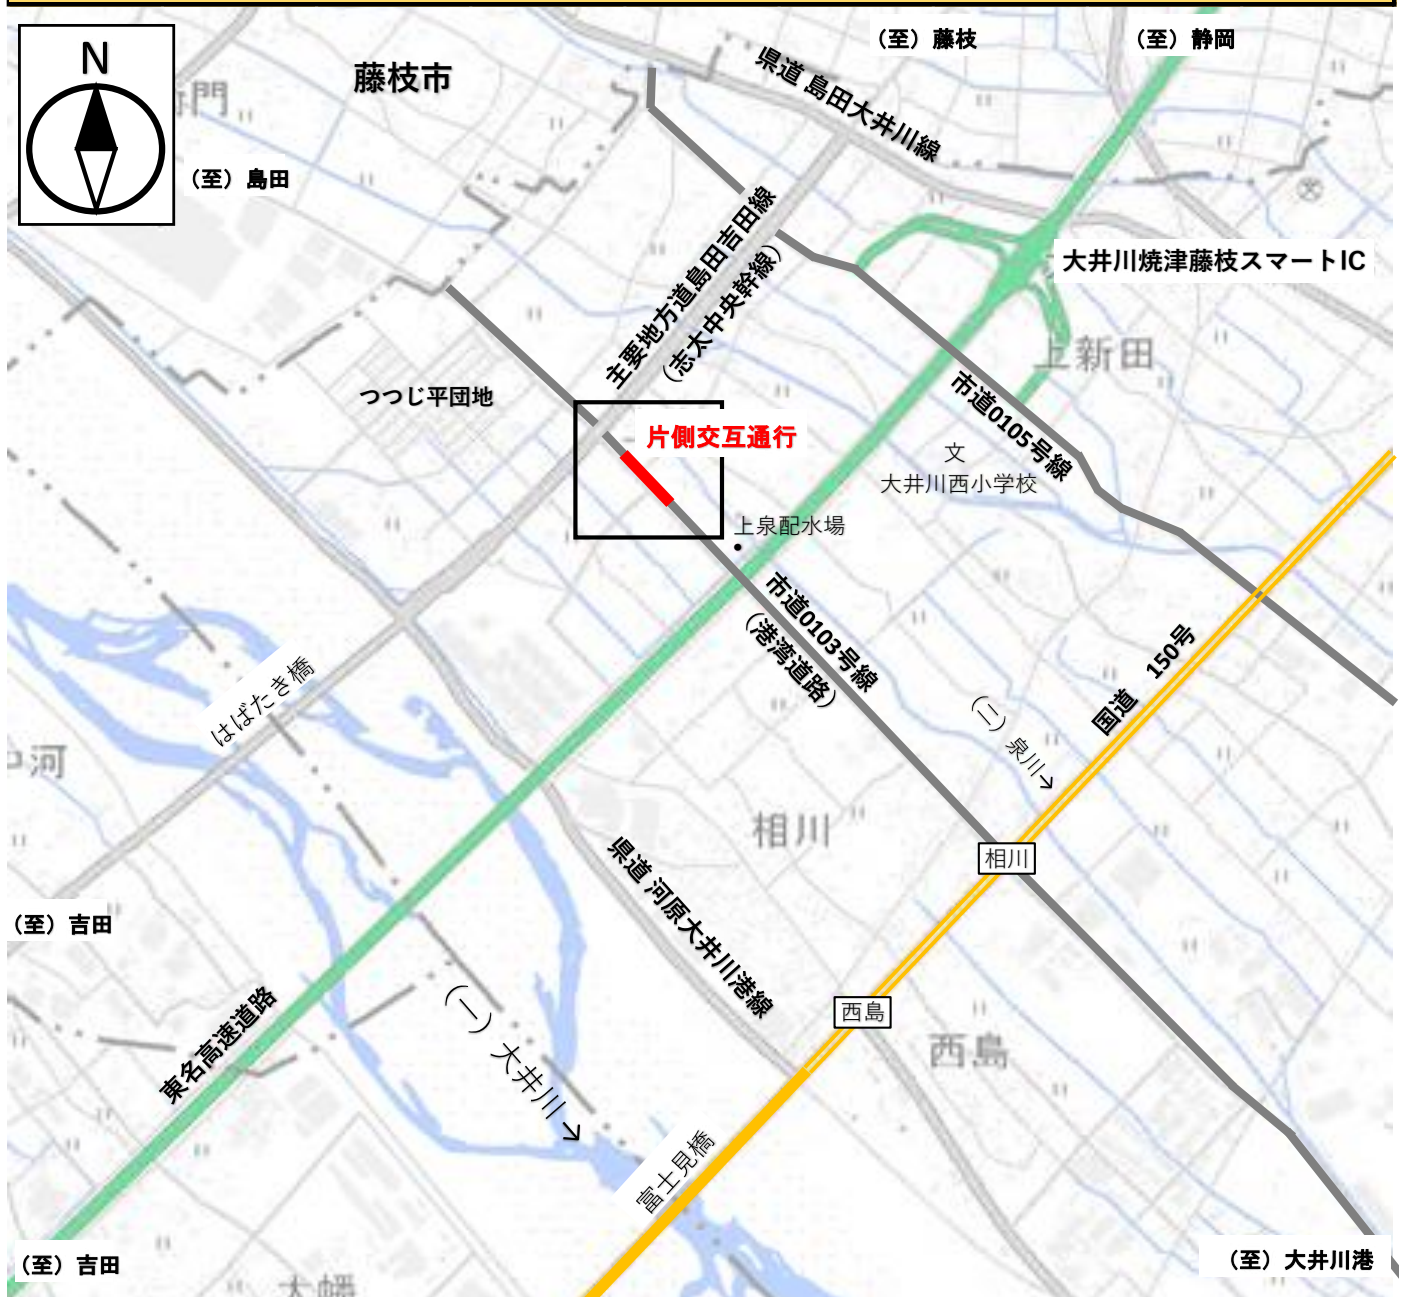 N
藤枝市
（至）藤枝
（至）静岡
県道 島田大井川線
門
（至）島田
主要地方道島田吉田線
（志太中央幹線）
大井川焼津藤枝スマートIC
上新田
つつじ平団地
片側交互通行
市道0105号線
文
大井川西小学校
上泉配水場
市道0103号線
（港湾道路）
はばたき橋
国道 150号
（二）泉川→
中河
相川
県道 河原大井川港線
相川
（至）吉田
西島
西島
（一）大井川→
東名高速道路
富士見橋
（至）吉田
（至）大井川港
大幡